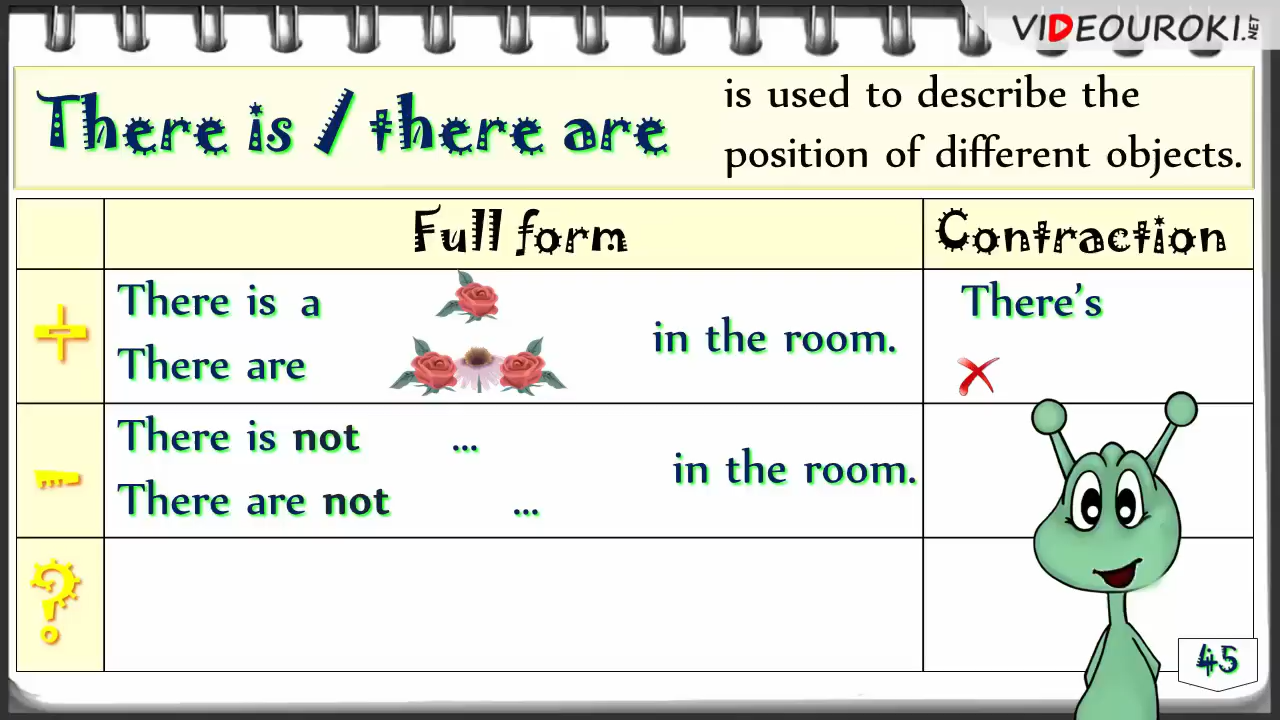 VIDEOUROKI.NET
There is / there are
is used to describe the
position of different objects.
Full form
Contraction
+
There is a
There are
in the room.
There's
-
There is not ...
There are not ...
in the room.
?
45